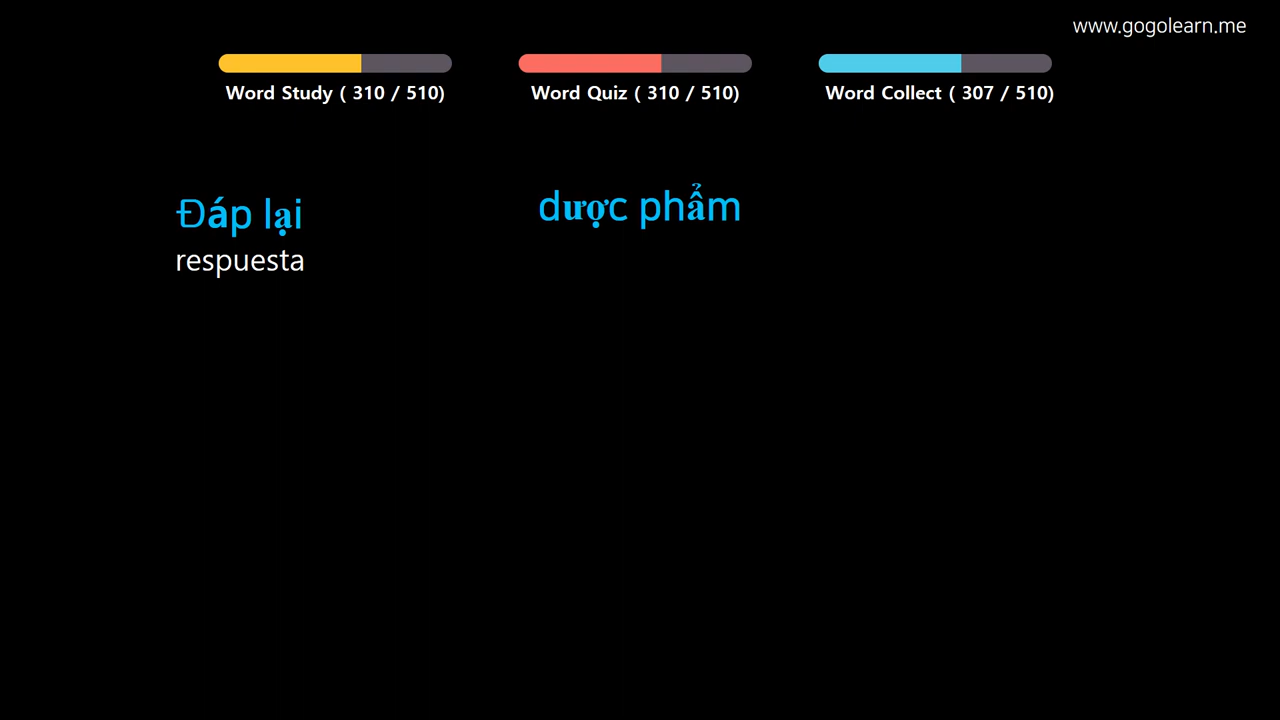 www.gogolearn.me
Word Study ( 310 / 510)
Word Quiz ( 310 / 510)
Word Collect ( 307 / 510)
Đáp lại
respuesta
dược phẩm